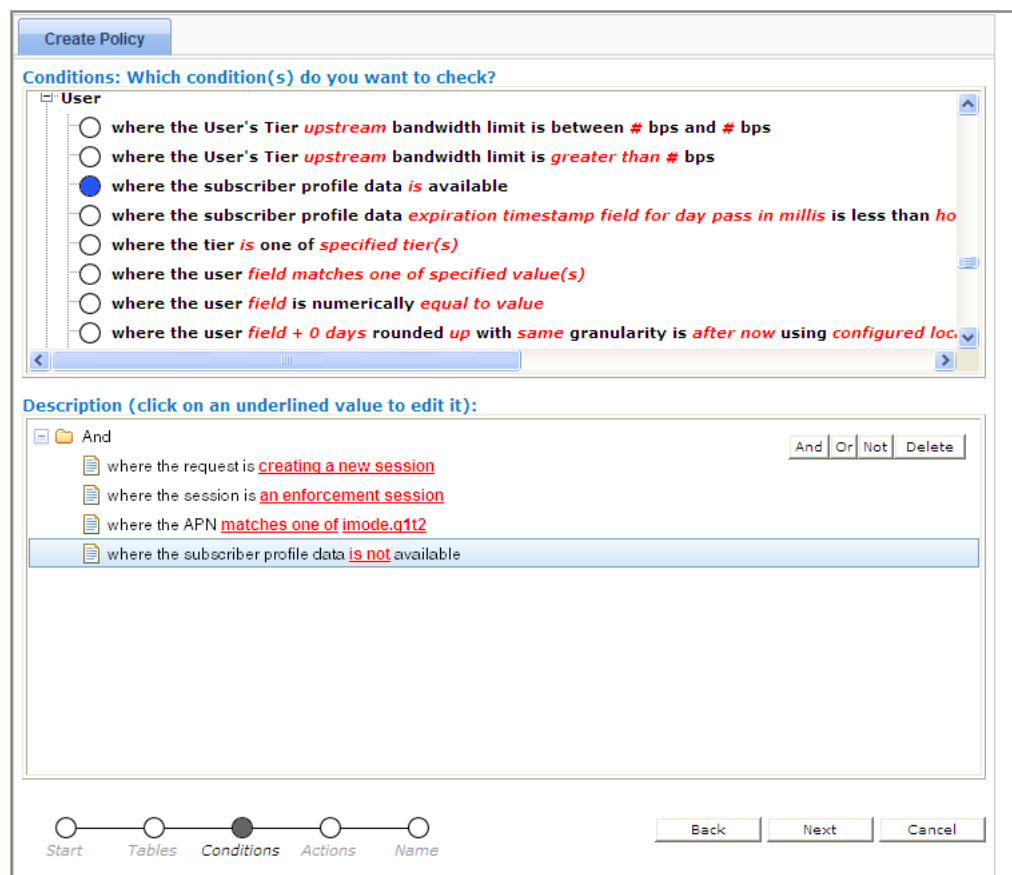 Create Policy
Conditions: Which condition(s) do you want to check?
User
where the User's Tier upstream bandwidth limit is between # bps and # bps
where the User's Tier upstream bandwidth limit is greater than # bps
where the subscriber profile data is available
where the subscriber profile data expiration timestamp field for day pass in millis is less than ho
where the tier is one of specified tier(s)
where the user field matches one of specified value(s)
where the user field is numerically equal to value
where the user field + 0 days rounded up with same granularity is after now using configured loc
Description (click on an underlined value to edit it):
And
And Or Not Delete
where the request is creating a new session
where the session is an enforcement session
where the APN matches one of imode.q1t2
where the subscriber profile data is not available
Back Next Cancel
Start Tables Conditions Actions Name